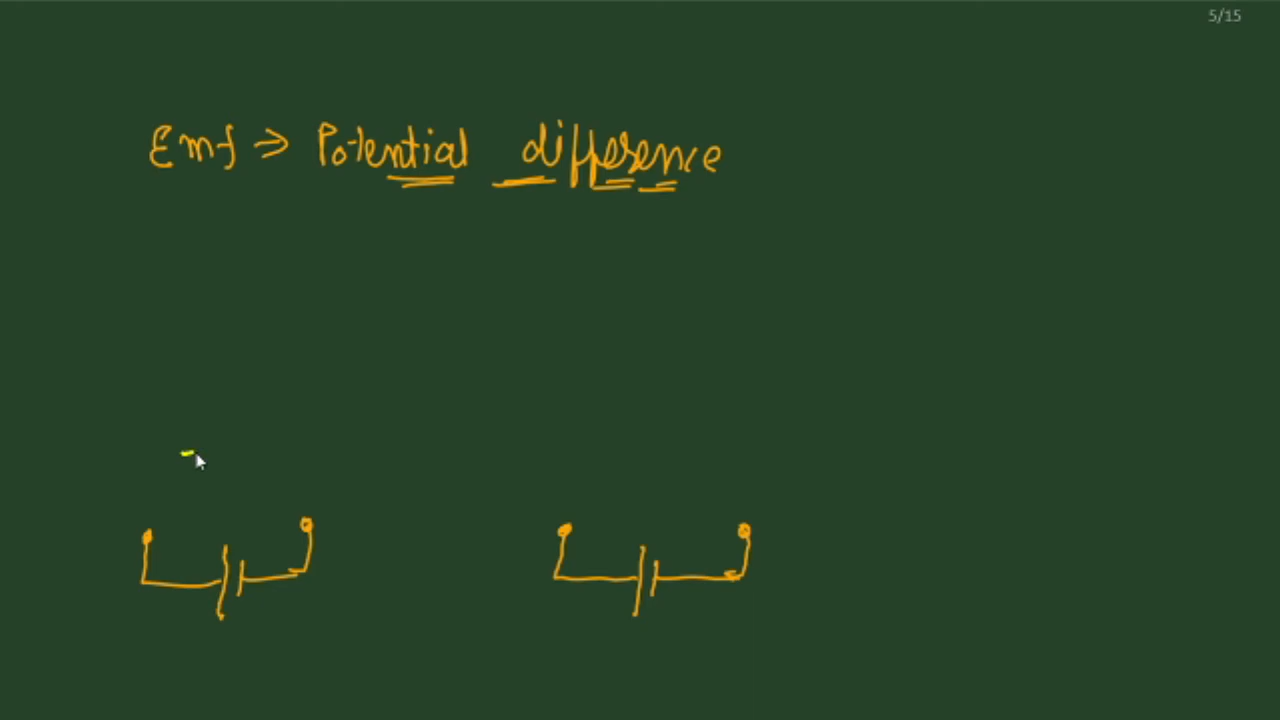 5/15
Emf ⇒ Potential difference